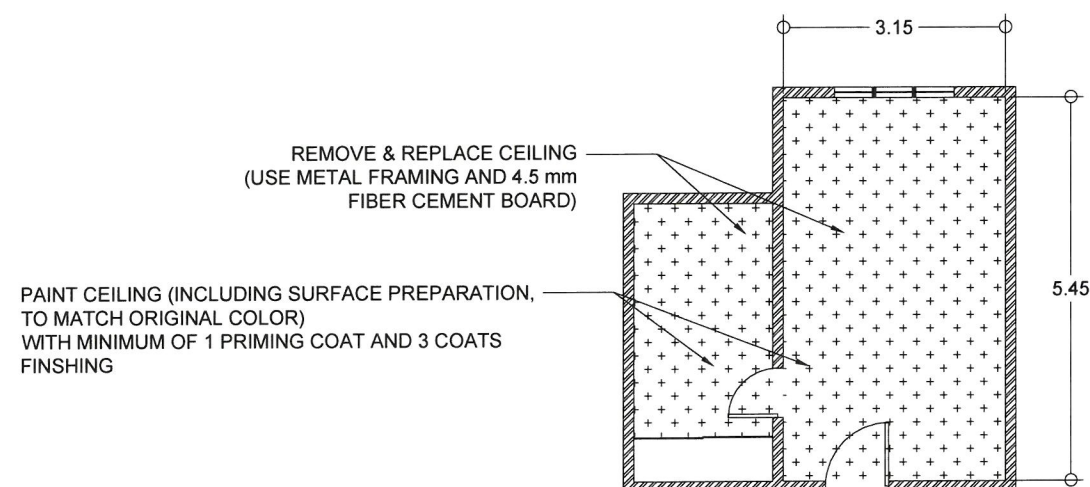 3.15
REMOVE & REPLACE CEILING
(USE METAL FRAMING AND 4.5 mm
FIBER CEMENT BOARD)
5.45
PAINT CEILING (INCLUDING SURFACE PREPARATION,
TO MATCH ORIGINAL COLOR)
WITH MINIMUM OF 1 PRIMING COAT AND 3 COATS
FINSHING